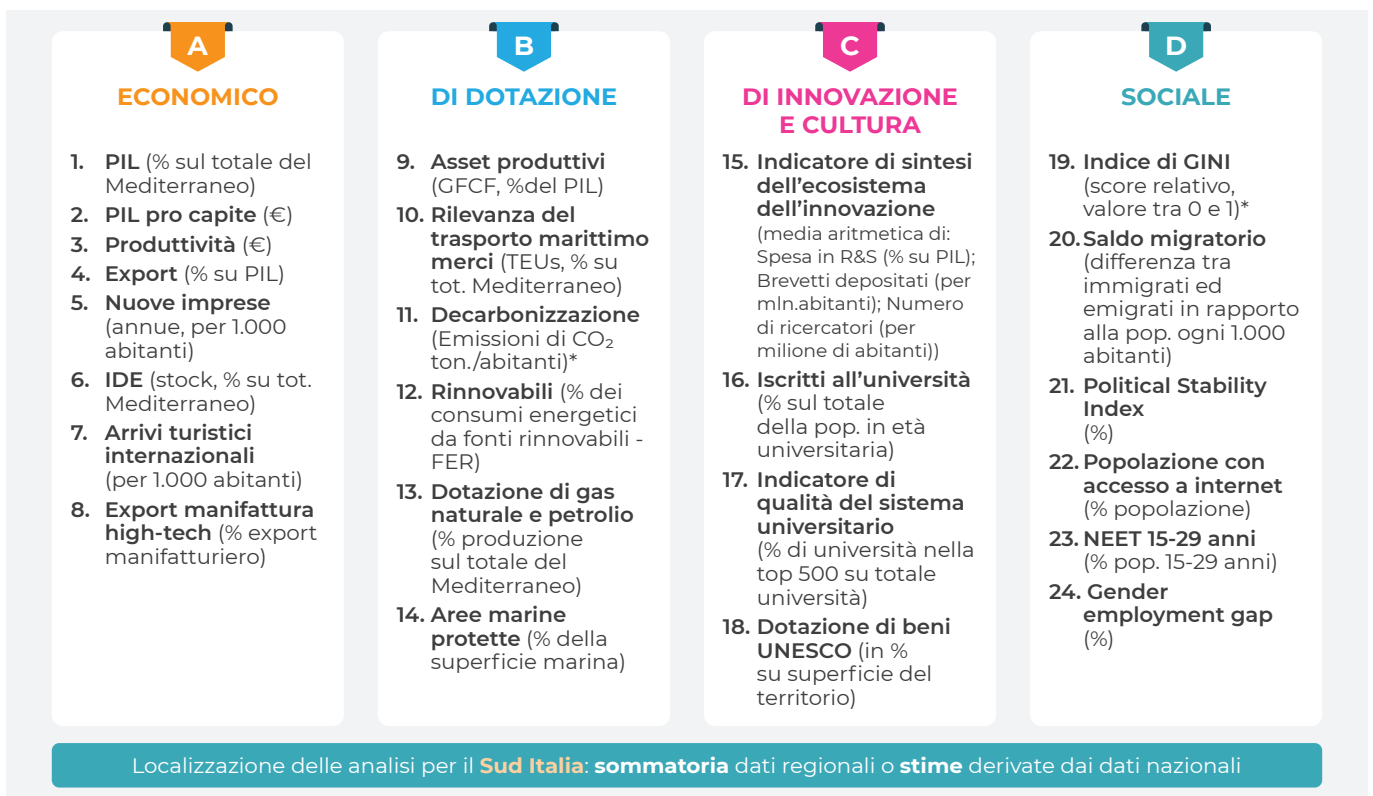 A
ECONOMICO
1. PIL (% sul totale del
Mediterraneo)
2. PIL pro capite (€)
3. Produttività (€)
4. Export (% su PIL)
5. Nuove imprese
(annue, per 1.000
abitanti)
6. IDE (stock, % su tot.
Mediterraneo)
7. Arrivi turistici
internazionali
(per 1.000 abitanti)
8. Export manifattura
high-tech (% export
manifatturiero)
B
DI DOTAZIONE
9. Asset produttivi
(GFCF, %del PIL)
10. Rilevanza del
trasporto marittimo
merci (TEUs, % su
tot. Mediterraneo)
11. Decarbonizzazione
(Emissioni di CO₂
ton./abitanti)*
12. Rinnovabili (% dei
consumi energetici
da fonti rinnovabili -
FER)
13. Dotazione di gas
naturale e petrolio
(% produzione
sul totale del
Mediterraneo)
14. Aree marine
protette (% della
superficie marina)
C
DI INNOVAZIONE
E CULTURA
15. Indicatore di sintesi
dell’ecosistema
dell’innovazione
(media aritmetica di:
Spesa in R&S (% su PIL);
Brevetti depositati (per
mln.abitanti); Numero
di ricercatori (per
milione di abitanti))
16. Iscritti all’università
(% sul totale
della pop. in età
universitaria)
17. Indicatore di
qualità del sistema
universitario
(% di università nella
top 500 su totale
università)
18. Dotazione di beni
UNESCO (in %
su superficie del
territorio)
D
SOCIALE
19. Indice di GINI
(score relativo,
valore tra 0 e 1)*
20. Saldo migratorio
(differenza tra
immigrati ed
emigrati in rapporto
alla pop. ogni 1.000
abitanti)
21. Political Stability
Index
(%)
22. Popolazione con
accesso a internet
(% popolazione)
23. NEET 15-29 anni
(% pop. 15-29 anni)
24. Gender
employment gap
(%)
Localizzazione delle analisi per il Sud Italia: sommatoria dati regionali o stime derivate dai dati nazionali